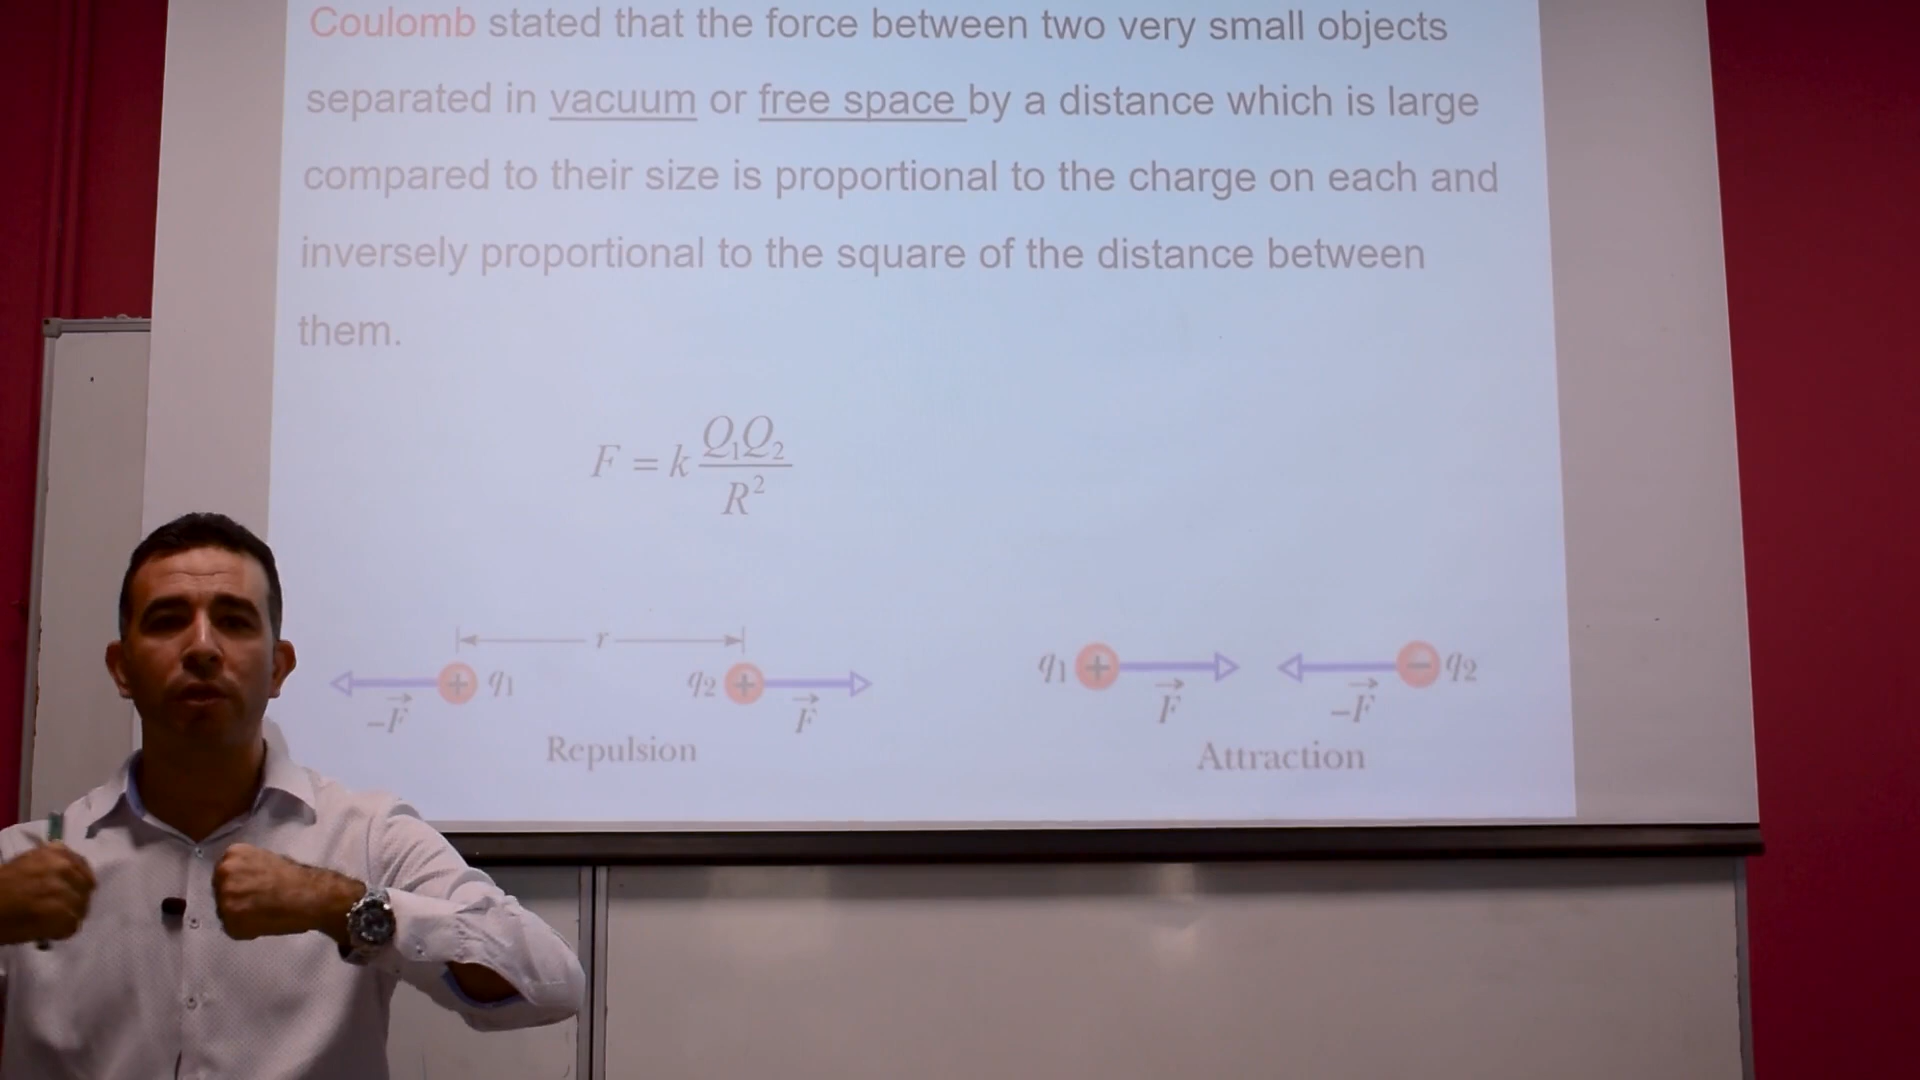 Coulomb stated that the force between two very small objects
separated in vacuum or free space by a distance which is large
compared to their size is proportional to the charge on each and
inversely proportional to the square of the distance between
them.
F = k Q₁Q₂ / R²
r
q₁ + + q₂
−F⃗ F⃗
Repulsion
q₁ + − q₂
F⃗ −F⃗
Attraction